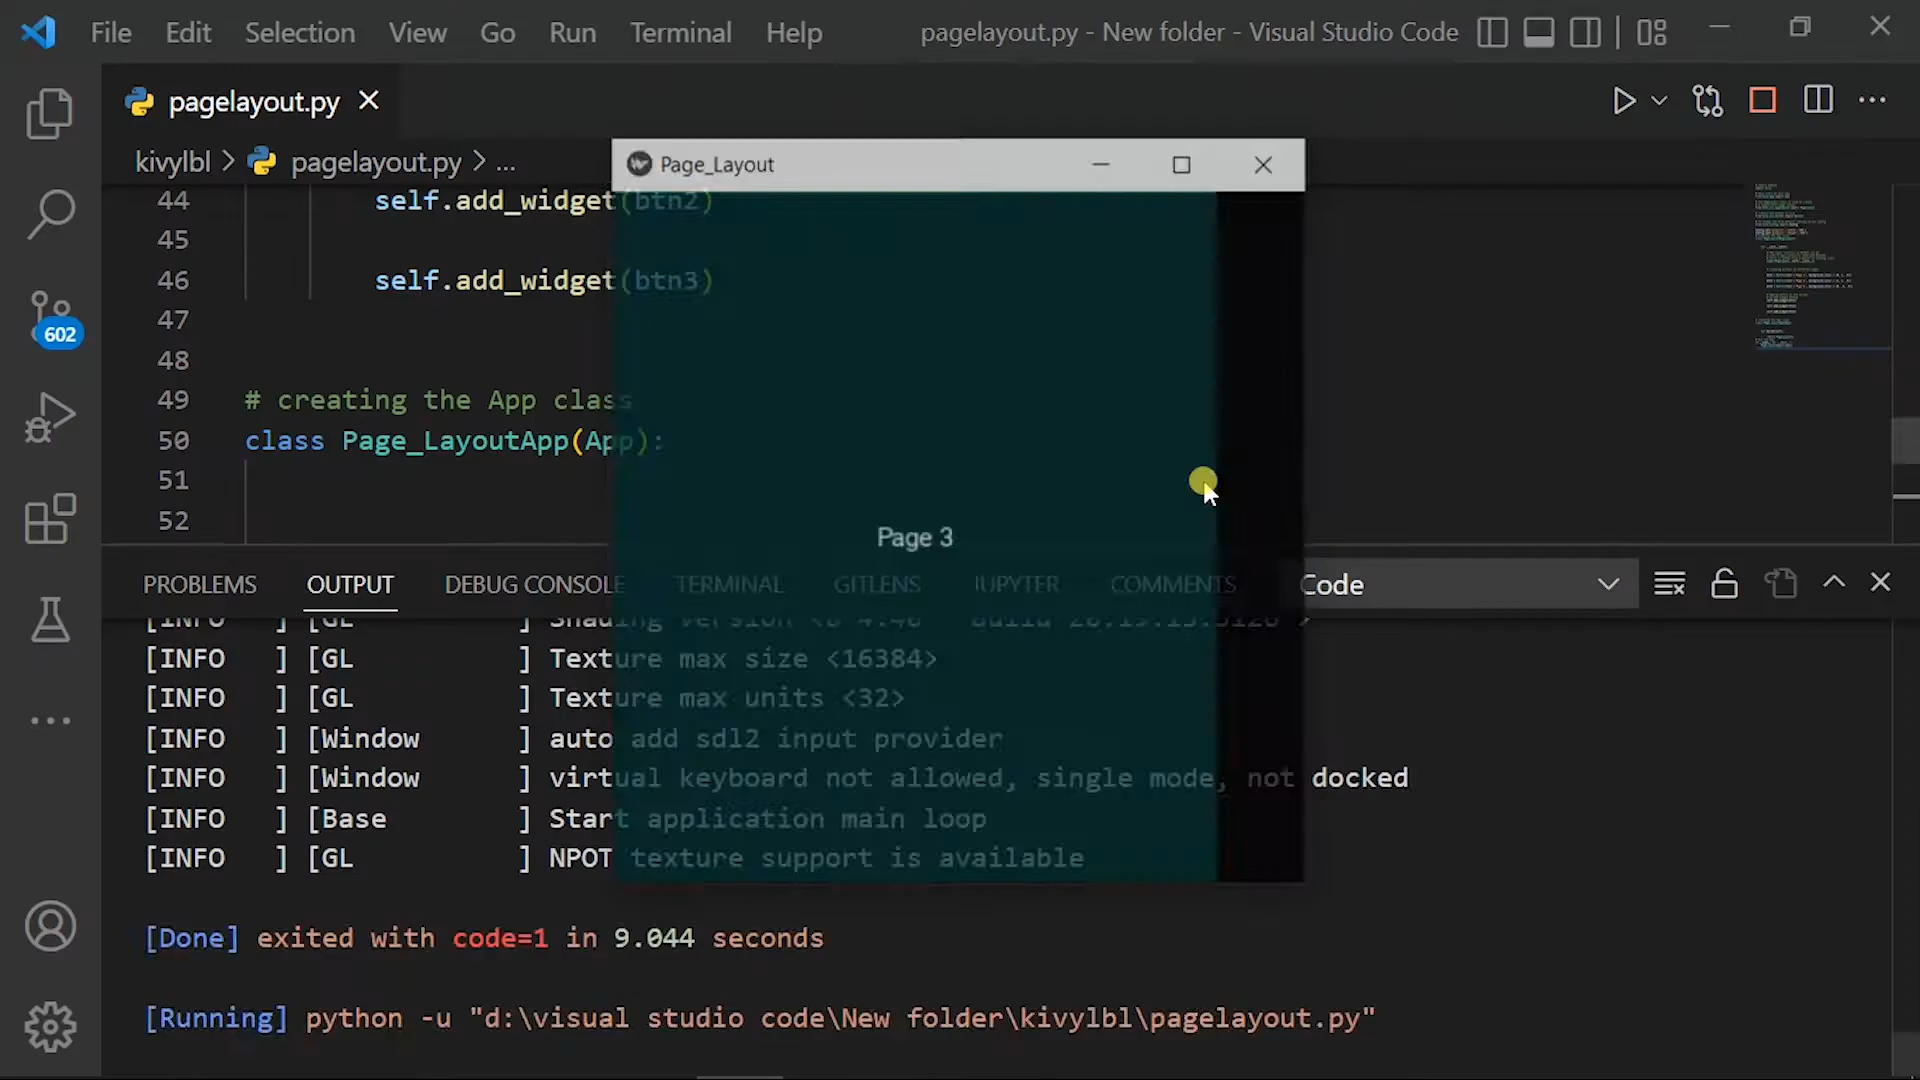 File Edit Selection View Go Run Terminal Help pagelayout.py - New folder - Visual Studio Code
pagelayout.py
kivylbl > pagelayout.py > ...
Page_Layout
44 self.add_widget(btn2)
45
46 self.add_widget(btn3)
47
48
49 # creating the App class
50 class Page_LayoutApp(App):
51
52
602
Page 3
PROBLEMS OUTPUT DEBUG CONSOLE TERMINAL GITLENS JUPYTER COMMENTS Code
[INFO ] [GL ] Shading version
[INFO ] [GL ] Texture max size <16384>
[INFO ] [GL ] Texture max units <32>
[INFO ] [Window ] auto add sdl2 input provider
[INFO ] [Window ] virtual keyboard not allowed, single mode, not docked
[INFO ] [Base ] Start application main loop
[INFO ] [GL ] NPOT texture support is available
[Done] exited with code=1 in 9.044 seconds
[Running] python -u "d:\visual studio code\New folder\kivylbl\pagelayout.py"